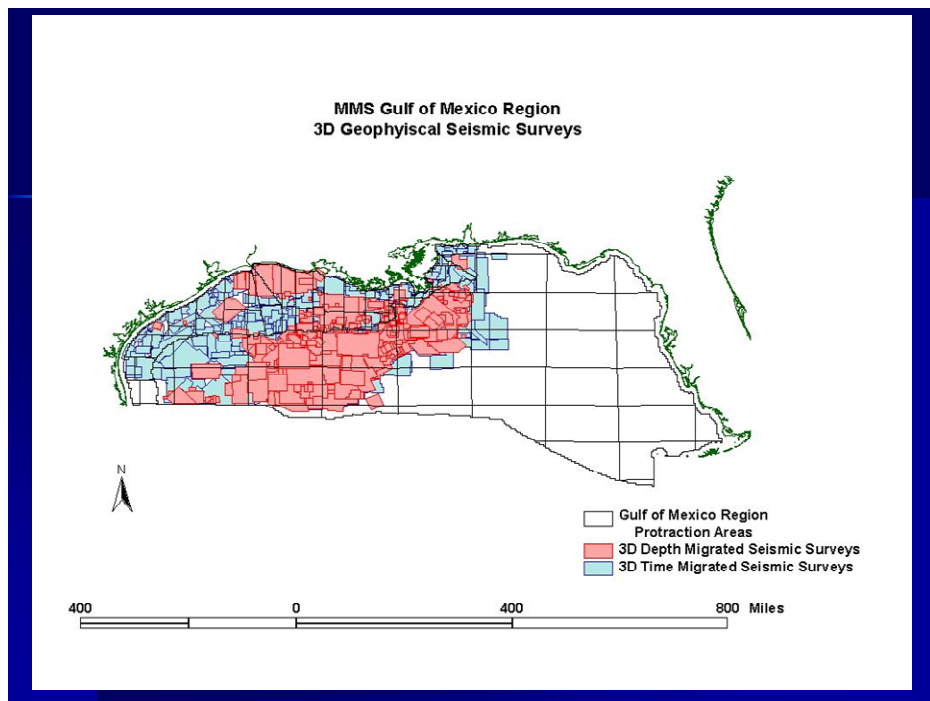 MMS Gulf of Mexico Region
3D Geophyiscal Seismic Surveys
N
Gulf of Mexico Region
Protraction Areas
3D Depth Migrated Seismic Surveys
3D Time Migrated Seismic Surveys
400 0 400 800 Miles